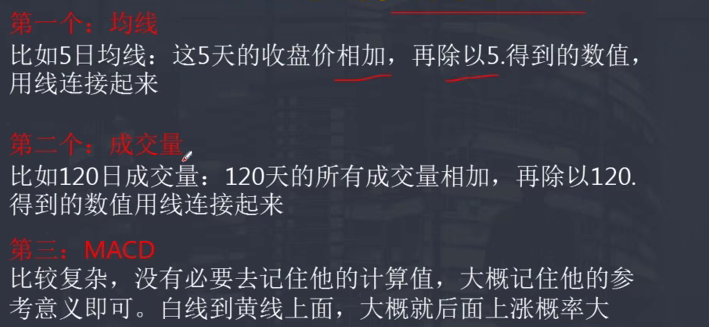 第一个：均线
比如5日均线：这5天的收盘价相加，再除以5.得到的数值，
用线连接起来
第二个：成交量
比如120日成交量：120天的所有成交量相加，再除以120.
得到的数值用线连接起来
第三：MACD
比较复杂，没有必要去记住他的计算值，大概记住他的参
考意义即可。白线到黄线上面，大概就后面上涨概率大